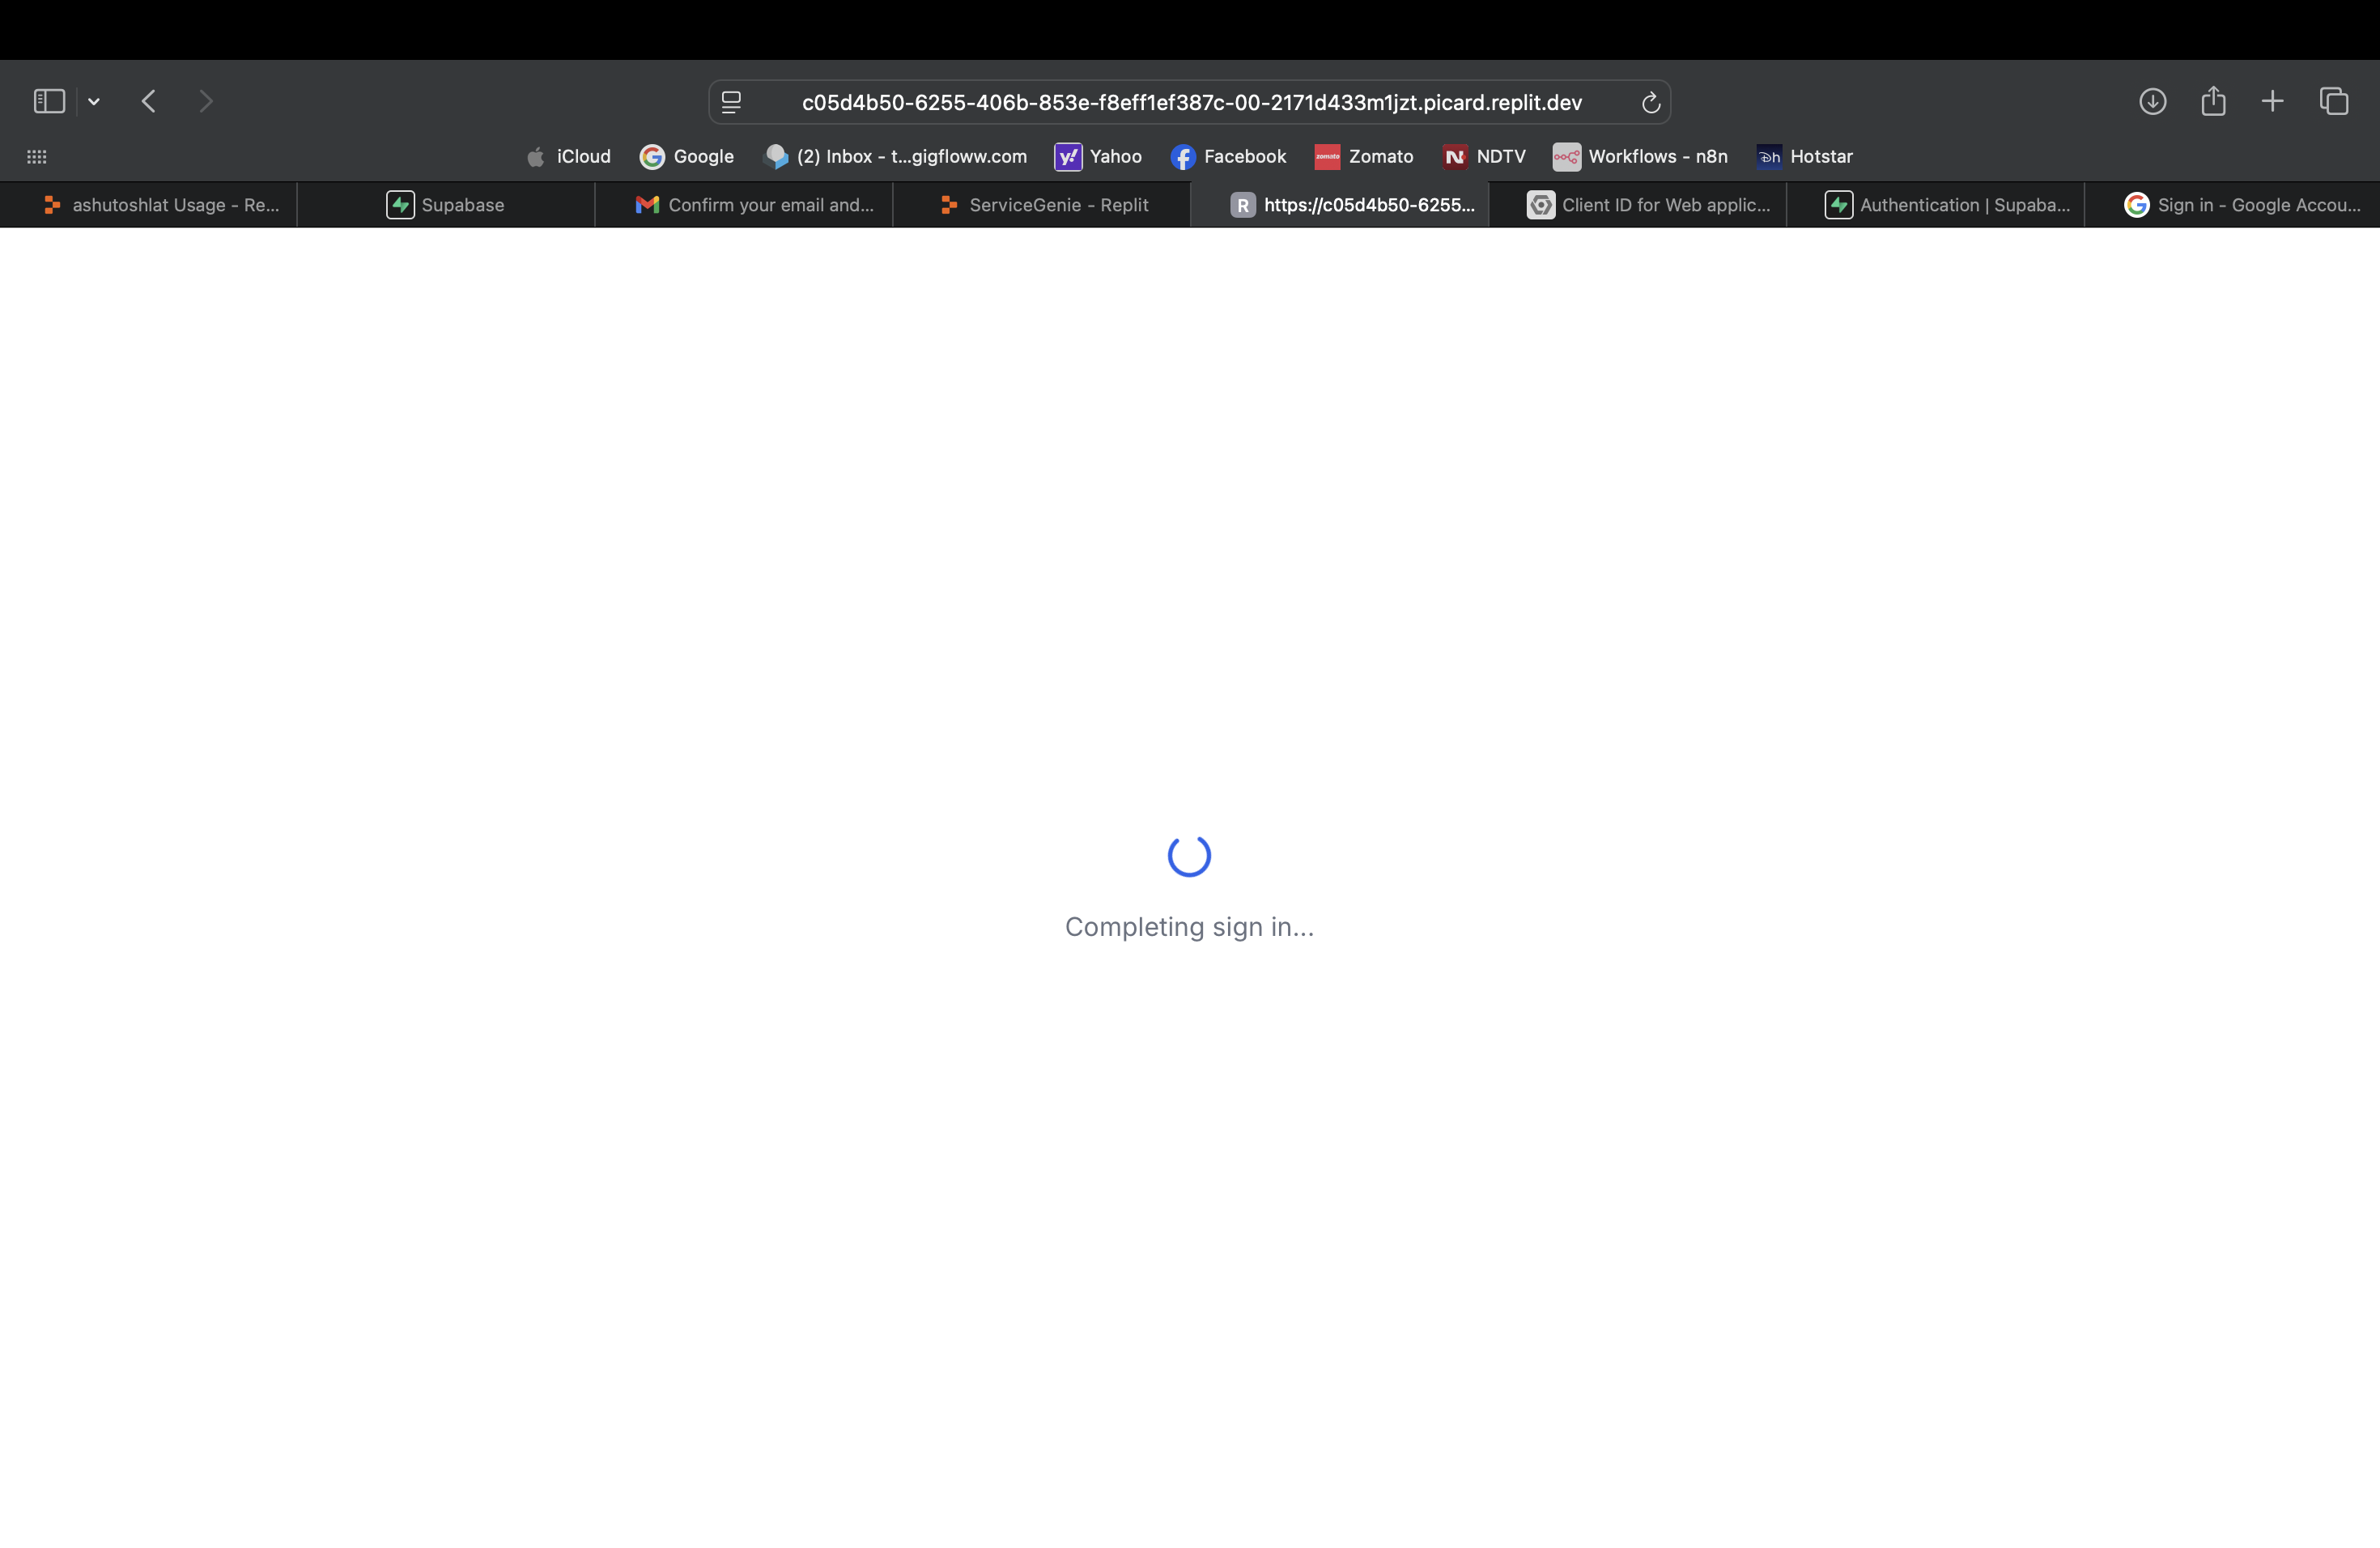 c05d4b50-6255-406b-853e-f8eff1ef387c-00-2171d433m1jzt.picard.replit.dev
iCloud Google (2) Inbox - t...gigfloww.com Yahoo Facebook zomato Zomato NDTV Workflows - n8n Hotstar
ashutoshlat Usage - Re... Supabase Confirm your email and... ServiceGenie - Replit R https://c05d4b50-6255... Client ID for Web applic... Authentication | Supaba... Sign in - Google Accou...
Completing sign in...